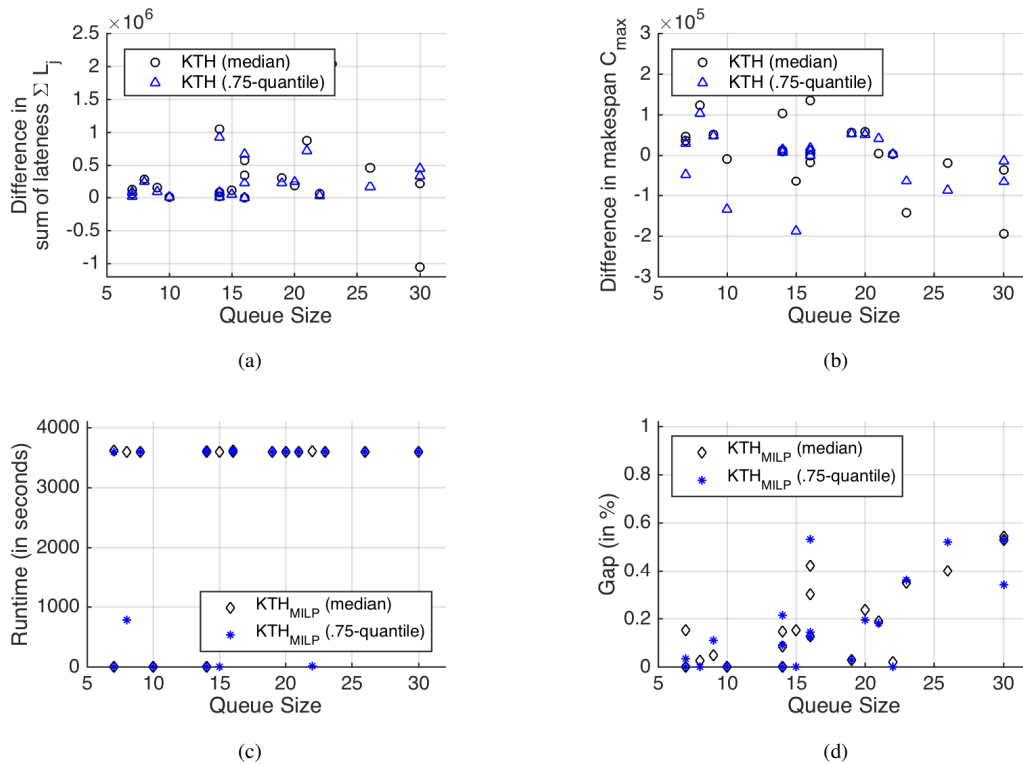 ×10^6
2.5
2
1.5
1
0.5
0
-0.5
-1
5 10 15 20 25 30
Difference in
sum of lateness Σ L_j
Queue Size
KTH (median)
KTH (.75-quantile)
(a)
×10^5
3
2
1
0
-1
-2
-3
5 10 15 20 25 30
Difference in makespan C_max
Queue Size
KTH (median)
KTH (.75-quantile)
(b)
4000
3000
2000
1000
0
5 10 15 20 25 30
Runtime (in seconds)
Queue Size
KTH_MILP (median)
KTH_MILP (.75-quantile)
(c)
1
0.8
0.6
0.4
0.2
0
5 10 15 20 25 30
Gap (in %)
Queue Size
KTH_MILP (median)
KTH_MILP (.75-quantile)
(d)